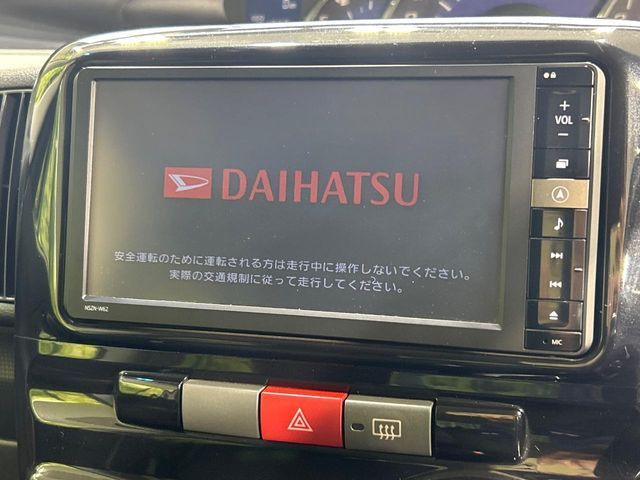 VOL
DAIHATSU
安全運転のために運転される方は走行中に操作しないでください。
実際の交通規制に従って走行してください。
NSZN-W62
MIC